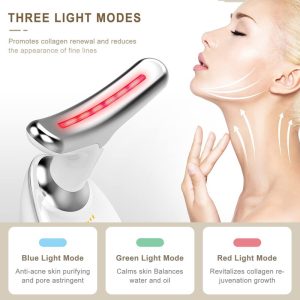 THREE LIGHT MODES
Promotes collagen renewal and reduces
the appearance of fine lines
Blue Light Mode
Anti-acne skin purifying
and pore astringent
Green Light Mode
Calms skin Balances
water and oil
Red Light Mode
Revitalizes collagen re-
juvenation growth